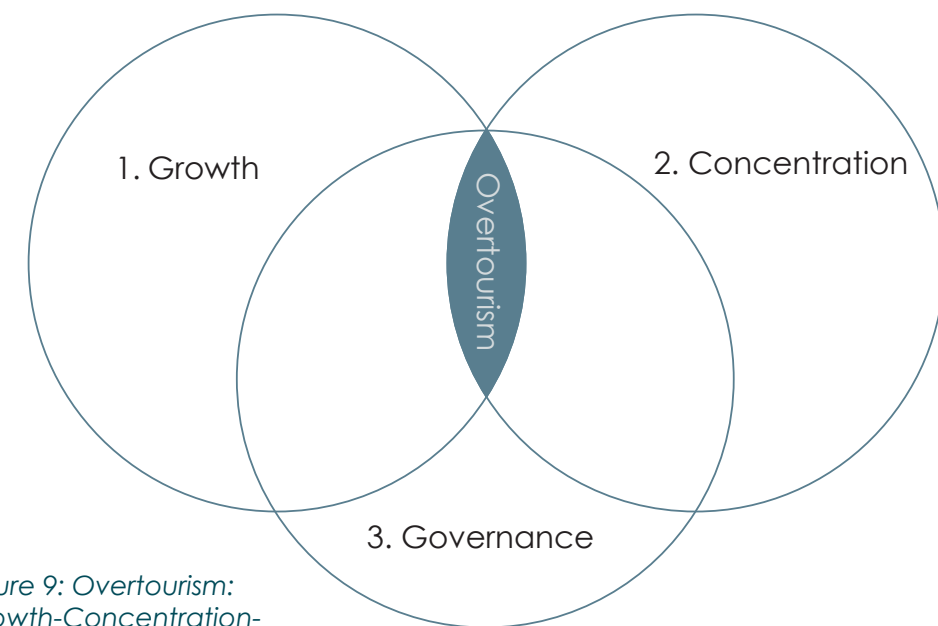 1. Growth
2. Concentration
Overtourism
3. Governance
ure 9: Overtourism:
owth-Concentration-